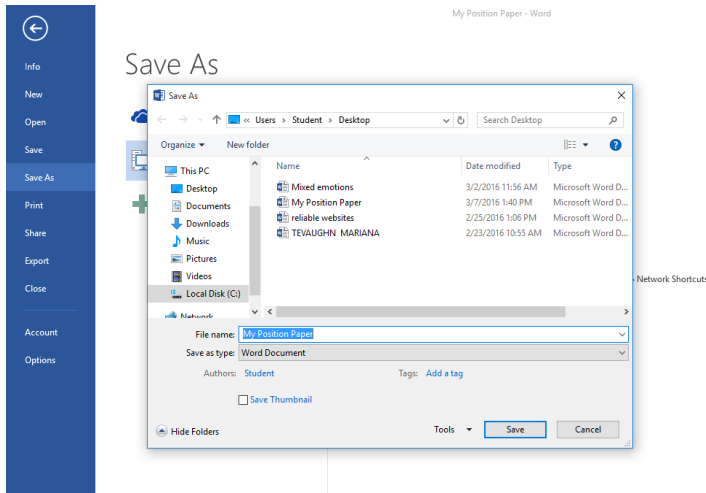 My Position Paper - Word
Info
New
Open
Save
Save As
Print
Share
Export
Close
Account
Options
Save As
Save As
« Users > Student > Desktop
Search Desktop
Organize
New folder
This PC
Desktop
Documents
Downloads
Music
Pictures
Videos
Local Disk (C:)
Network
Name Date modified Type
Mixed emotions 3/2/2016 11:56 AM Microsoft Word D...
My Position Paper 3/7/2016 1:40 PM Microsoft Word D...
reliable websites 2/25/2016 1:06 PM Microsoft Word D...
TEVAUGHN MARIANA 2/23/2016 10:55 AM Microsoft Word D...
Network Shortcuts
File name: My Position Paper
Save as type: Word Document
Authors: Student Tags: Add a tag
Save Thumbnail
Hide Folders Tools Save Cancel